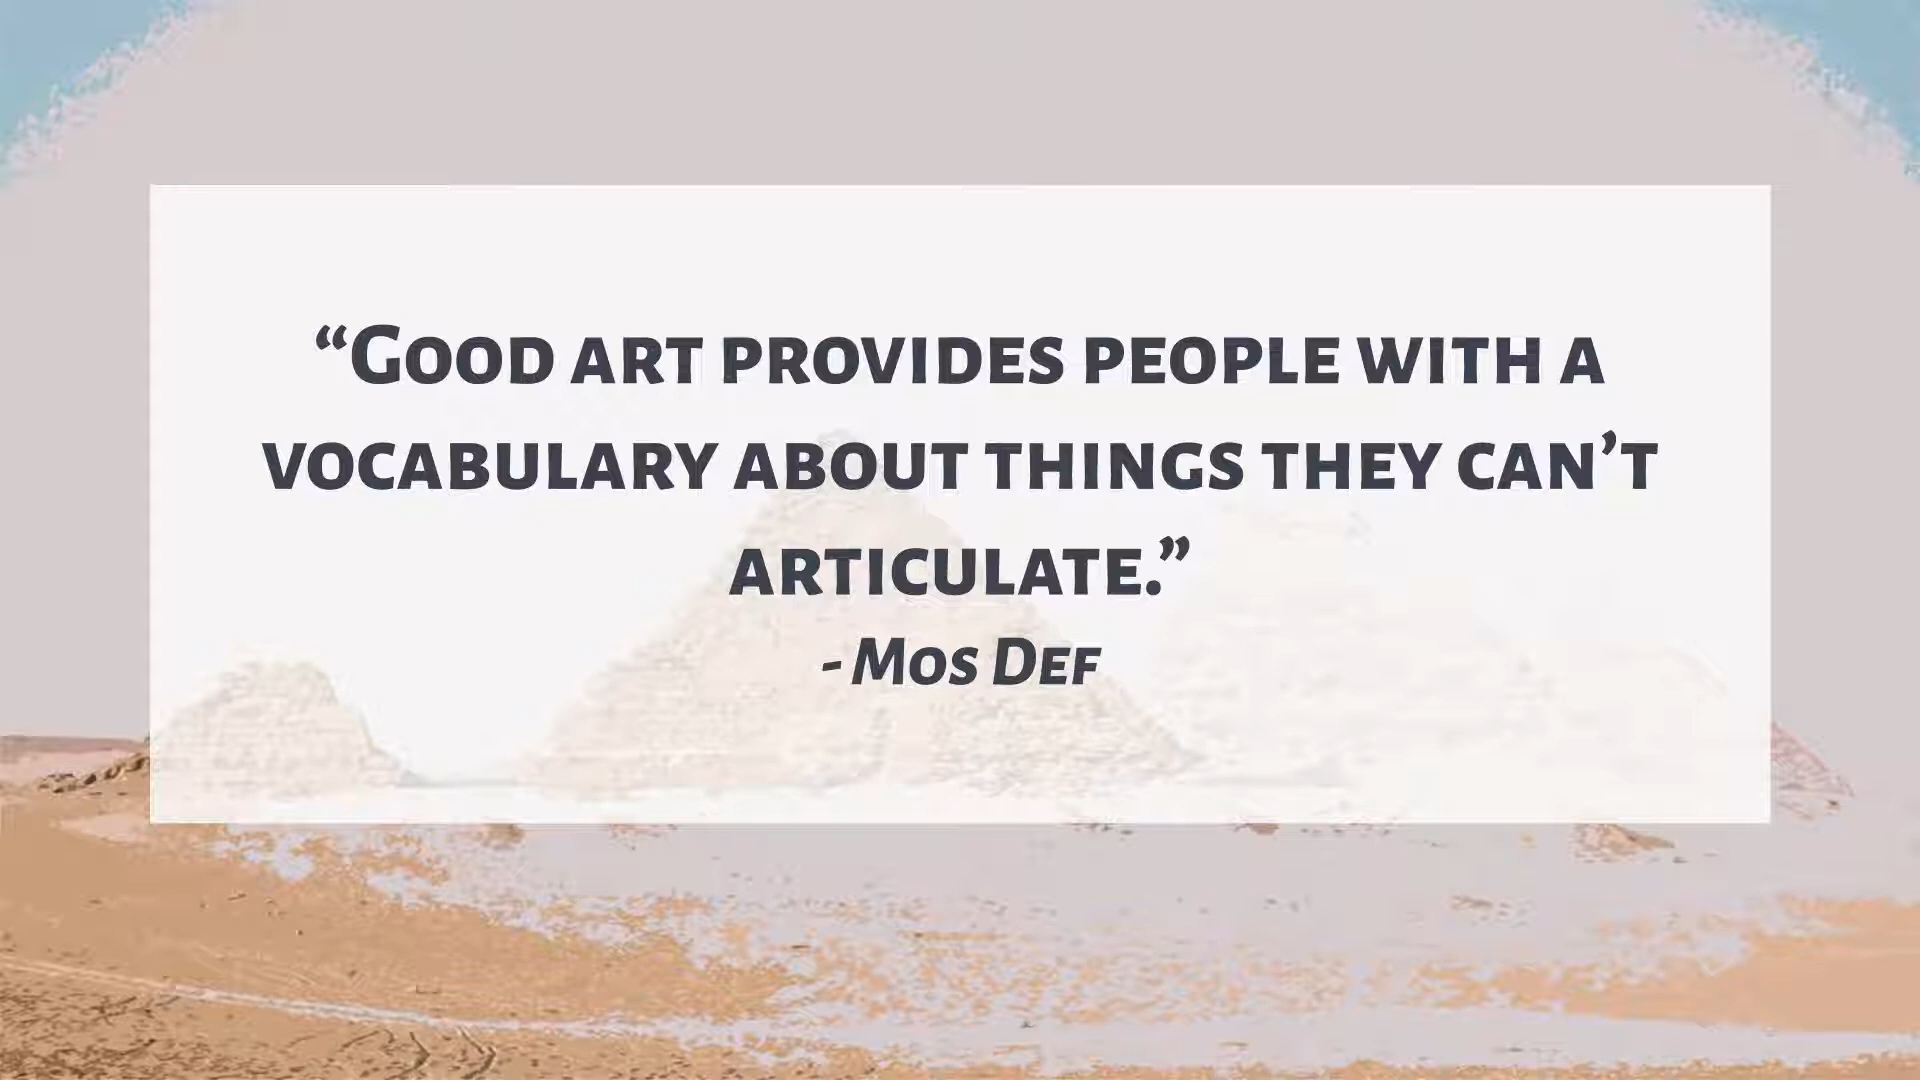 “Good art provides people with a
vocabulary about things they can’t
articulate.”
- Mos Def